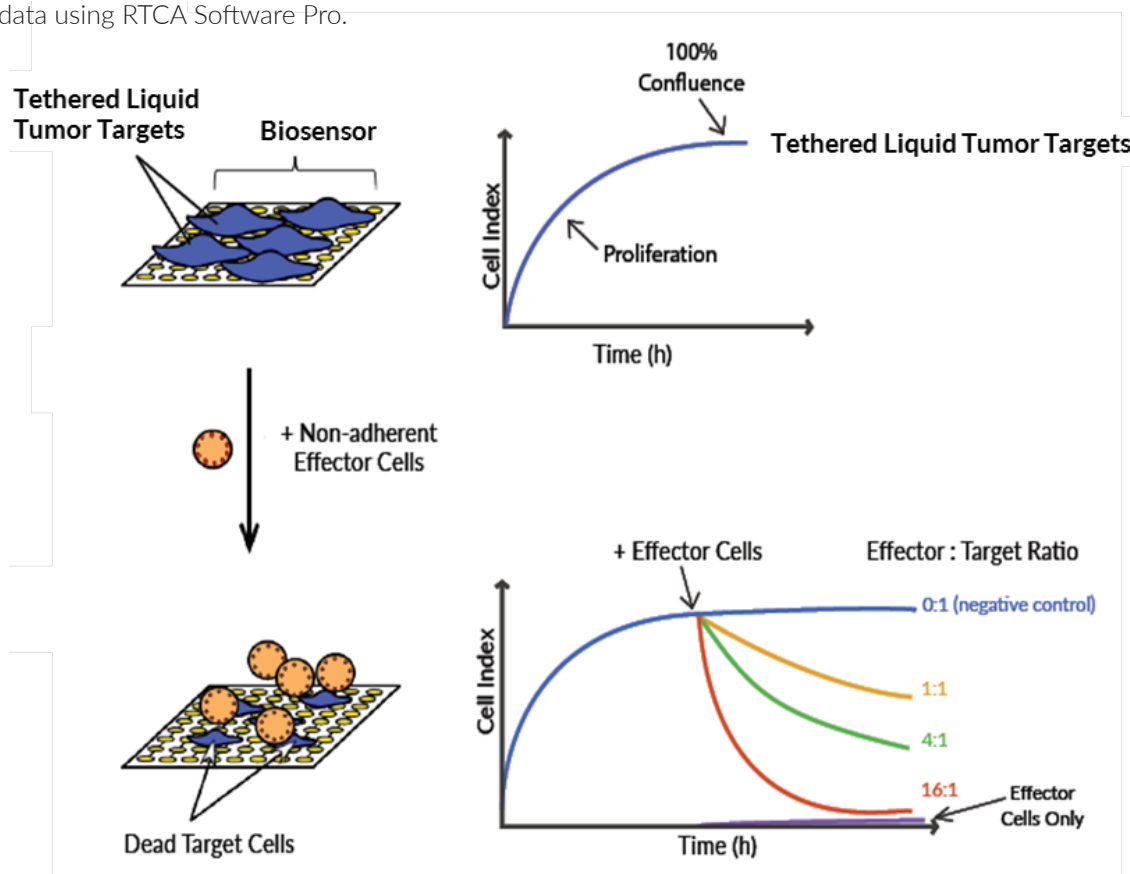 data using RTCA Software Pro.
Tethered Liquid
Tumor Targets
Biosensor
100%
Confluence
Tethered Liquid Tumor Targets
Cell Index
Proliferation
Time (h)
+ Non-adherent
Effector Cells
+ Effector Cells
Effector : Target Ratio
0:1 (negative control)
Cell Index
1:1
4:1
16:1
Effector
Cells Only
Time (h)
Dead Target Cells